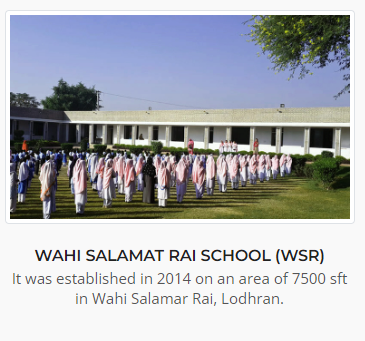 WAHI SALAMAT RAI SCHOOL (WSR)
It was established in 2014 on an area of 7500 sft
in Wahi Salamar Rai, Lodhran.